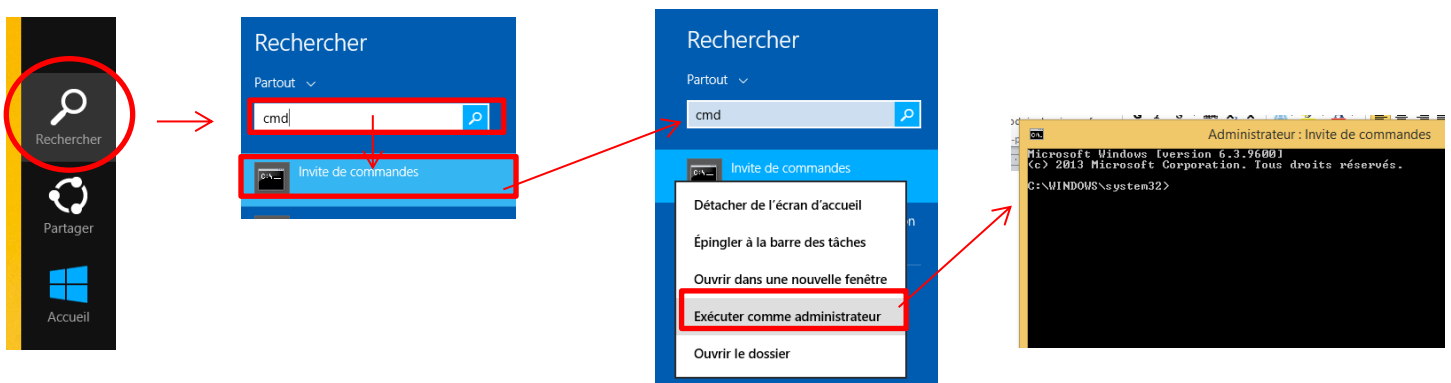 Rechercher
Partager
Accueil
Rechercher
Partout
cmd
Invite de commandes
Rechercher
Partout
cmd
Invite de commandes
Détacher de l'écran d'accueil
Épingler à la barre des tâches
Ouvrir dans une nouvelle fenêtre
Exécuter comme administrateur
Ouvrir le dossier
Administrateur : Invite de commandes
Microsoft Windows [version 6.3.9600]
(c) 2013 Microsoft Corporation. Tous droits réservés.
C:\WINDOWS\system32>